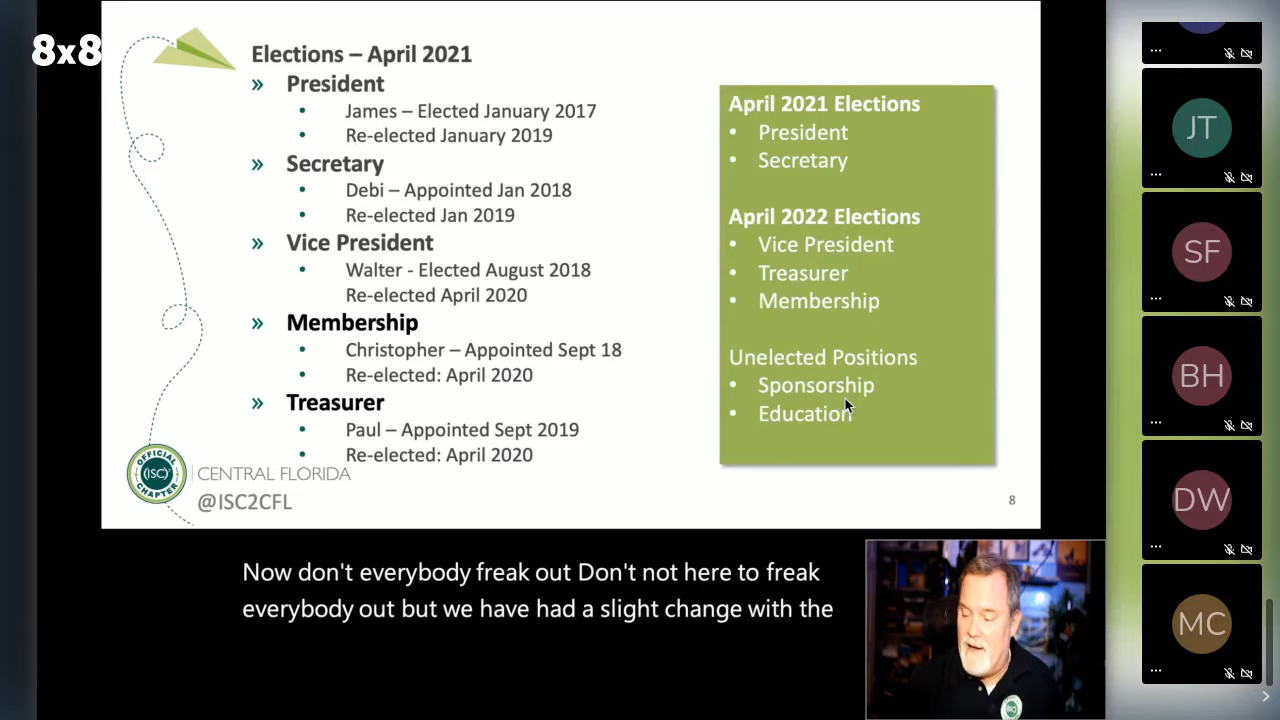 8x8
Elections – April 2021
» President
• James – Elected January 2017
• Re-elected January 2019
» Secretary
• Debi – Appointed Jan 2018
• Re-elected Jan 2019
» Vice President
• Walter - Elected August 2018
Re-elected April 2020
» Membership
• Christopher – Appointed Sept 18
• Re-elected: April 2020
» Treasurer
• Paul – Appointed Sept 2019
• Re-elected: April 2020
April 2021 Elections
• President
• Secretary
April 2022 Elections
• Vice President
• Treasurer
• Membership
Unelected Positions
• Sponsorship
• Education
OFFICIAL
(ISC)²
CHAPTER
CENTRAL FLORIDA
@ISC2CFL
8
Now don't everybody freak out Don't not here to freak
everybody out but we have had a slight change with the
JT
SF
BH
DW
MC